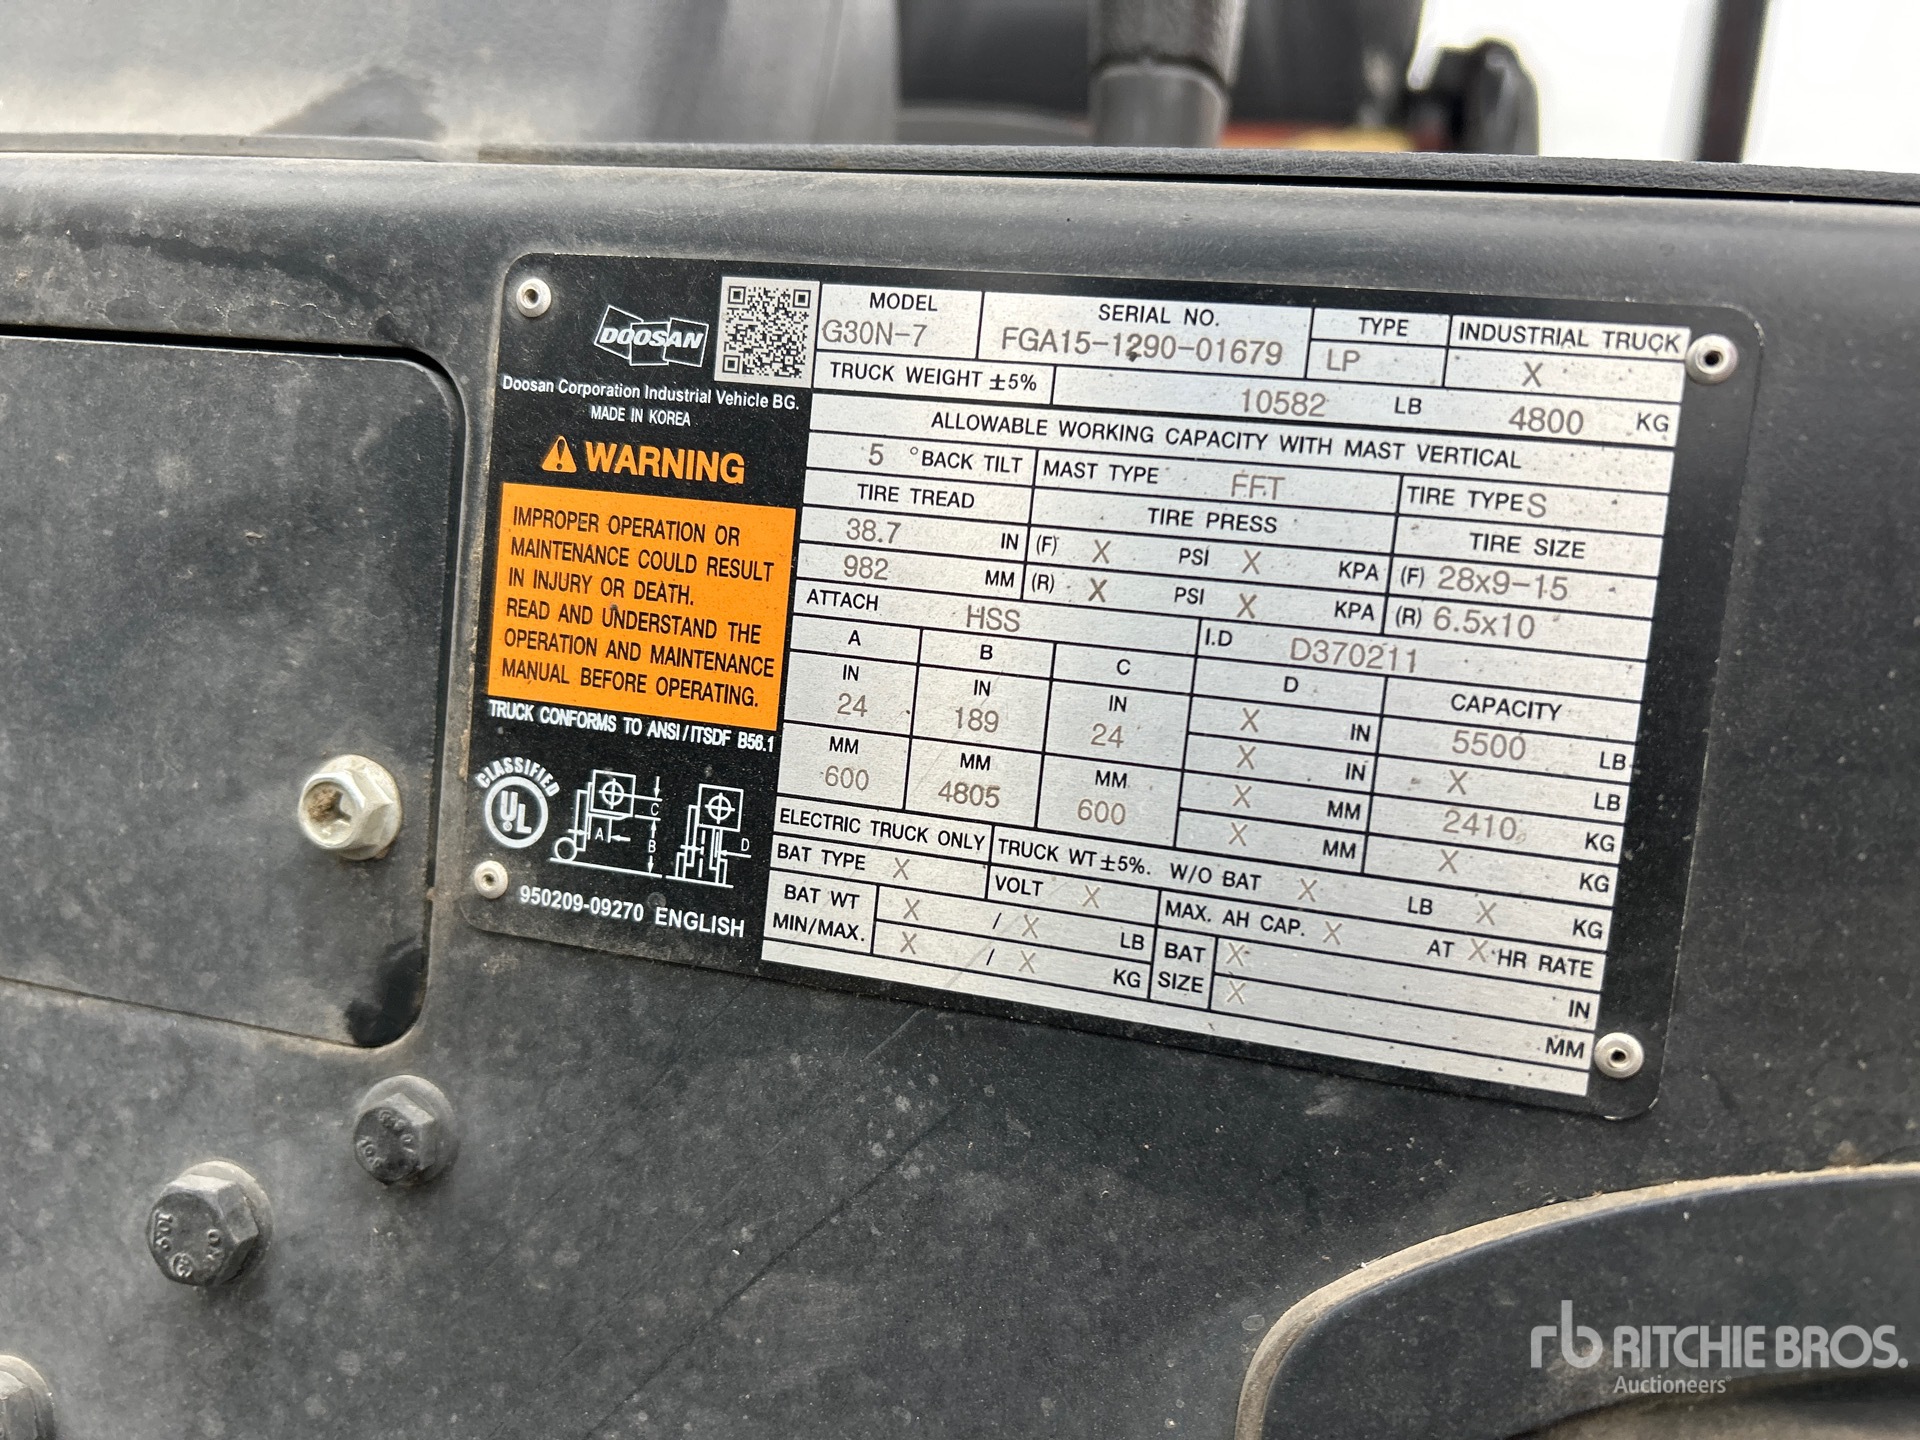 DOOSAN
Doosan Corporation Industrial Vehicle BG.
MADE IN KOREA
WARNING
IMPROPER OPERATION OR
MAINTENANCE COULD RESULT
IN INJURY OR DEATH.
READ AND UNDERSTAND THE
OPERATION AND MAINTENANCE
MANUAL BEFORE OPERATING.
TRUCK CONFORMS TO ANSI/ITSDF B56.1
CLASSIFIED
UL
A B C D
950209-09270 ENGLISH
MODEL SERIAL NO. TYPE INDUSTRIAL TRUCK
G30N-7 FGA15-1290-01679 LP X
TRUCK WEIGHT ±5% 10582 LB 4800 KG
ALLOWABLE WORKING CAPACITY WITH MAST VERTICAL
5 °BACK TILT MAST TYPE FFT TIRE TYPE S
TIRE TREAD TIRE PRESS TIRE SIZE
38.7 IN (F) X PSI X KPA (F) 28x9-15
982 MM (R) X PSI X KPA (R) 6.5x10
ATTACH HSS I.D D370211
A B C D CAPACITY
IN IN IN X IN 5500 LB
24 189 24 X IN X LB
MM MM MM X MM 2410 KG
600 4805 600 X MM X KG
ELECTRIC TRUCK ONLY TRUCK WT ±5%. W/O BAT X LB X KG
BAT TYPE X VOLT X MAX. AH CAP. X AT X HR RATE
BAT WT X / X LB BAT X IN
MIN/MAX. X / X KG SIZE X MM
10.9
10.9
rb RITCHIE BROS.
Auctioneers